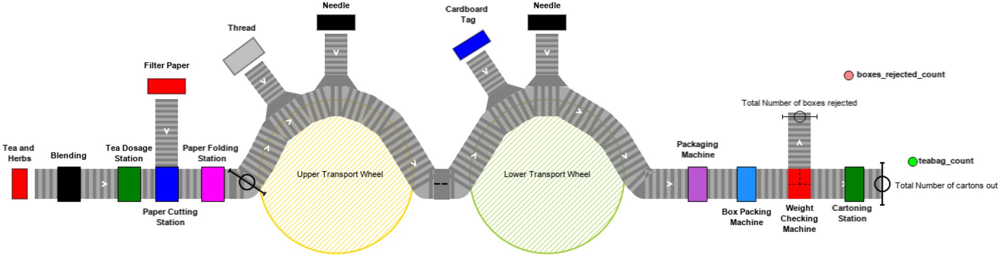 Needle
Needle
Cardboard
Tag
Thread
Filter Paper
boxes_rejected_count
Total Number of boxes rejected
Tea and
Herbs
Blending
Tea Dosage
Station
Paper Folding
Station
Packaging
Machine
teabag_count
Upper Transport Wheel
Lower Transport Wheel
Total Number of cartons out
Paper Cutting
Station
Box Packing
Machine
Weight
Checking
Machine
Cartoning
Station